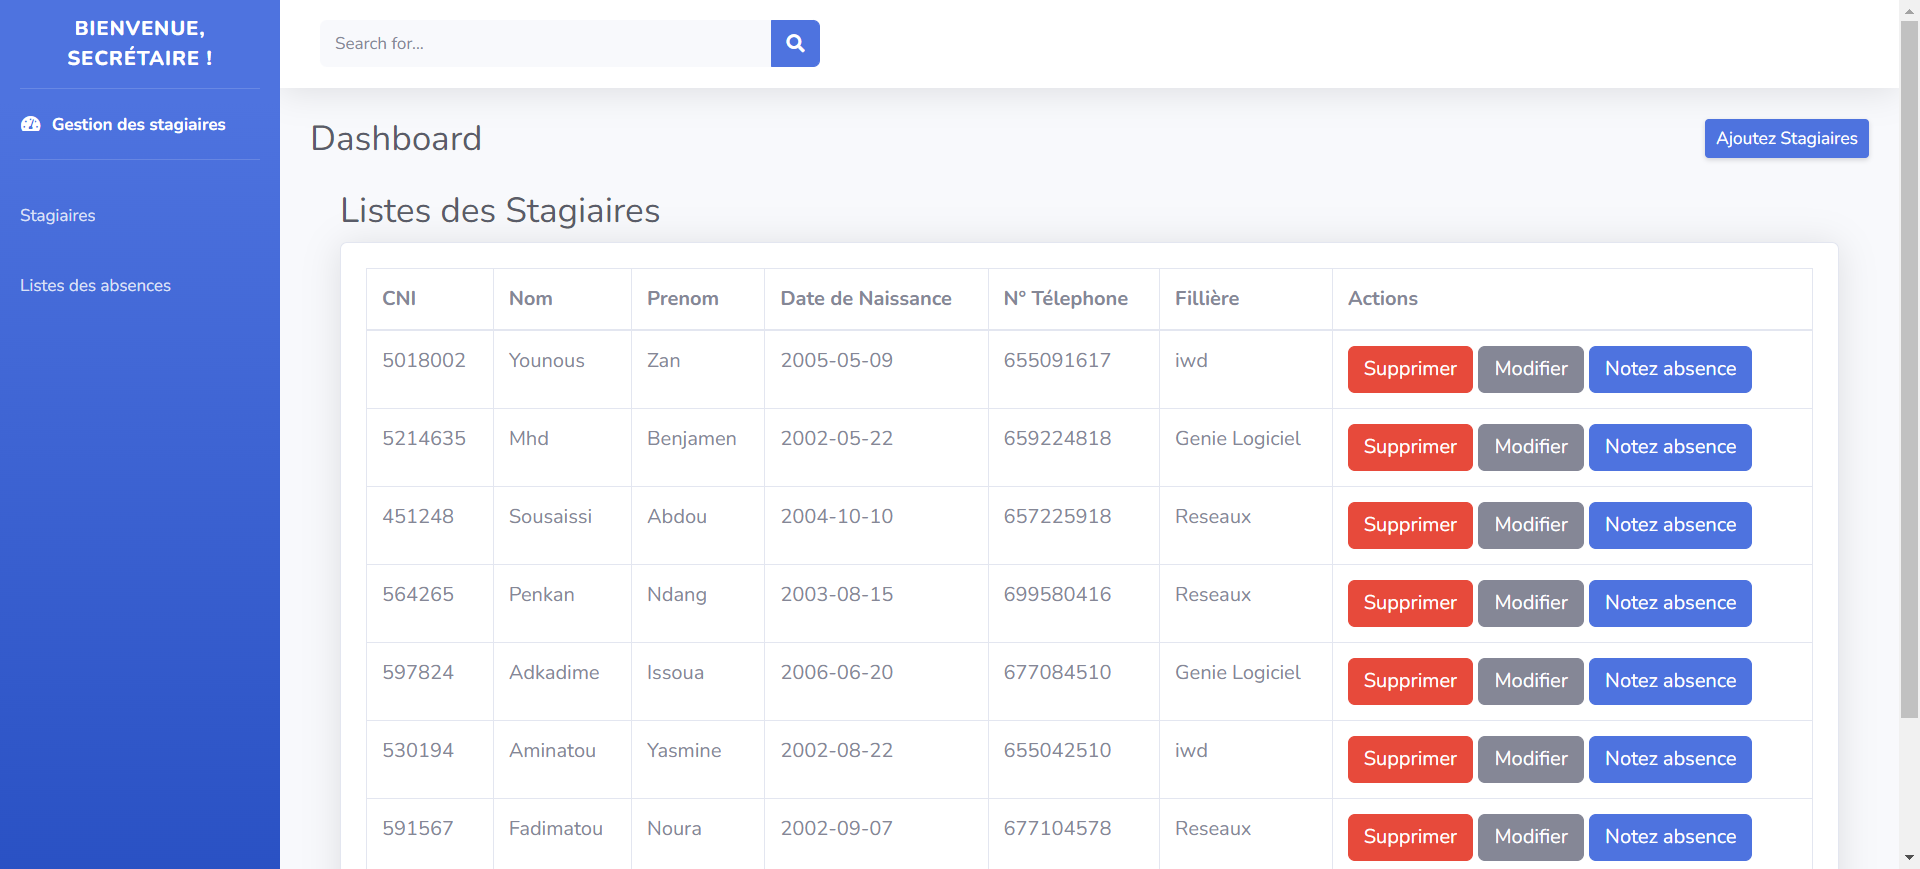 BIENVENUE,
SECRÉTAIRE !
Gestion des stagiaires
Stagiaires
Listes des absences
Search for...
Dashboard
Ajoutez Stagiaires
Listes des Stagiaires
CNI Nom Prenom Date de Naissance N° Télephone Fillière Actions
5018002 Younous Zan 2005-05-09 655091617 iwd Supprimer Modifier Notez absence
5214635 Mhd Benjamen 2002-05-22 659224818 Genie Logiciel Supprimer Modifier Notez absence
451248 Sousaissi Abdou 2004-10-10 657225918 Reseaux Supprimer Modifier Notez absence
564265 Penkan Ndang 2003-08-15 699580416 Reseaux Supprimer Modifier Notez absence
597824 Adkadime Issoua 2006-06-20 677084510 Genie Logiciel Supprimer Modifier Notez absence
530194 Aminatou Yasmine 2002-08-22 655042510 iwd Supprimer Modifier Notez absence
591567 Fadimatou Noura 2002-09-07 677104578 Reseaux Supprimer Modifier Notez absence